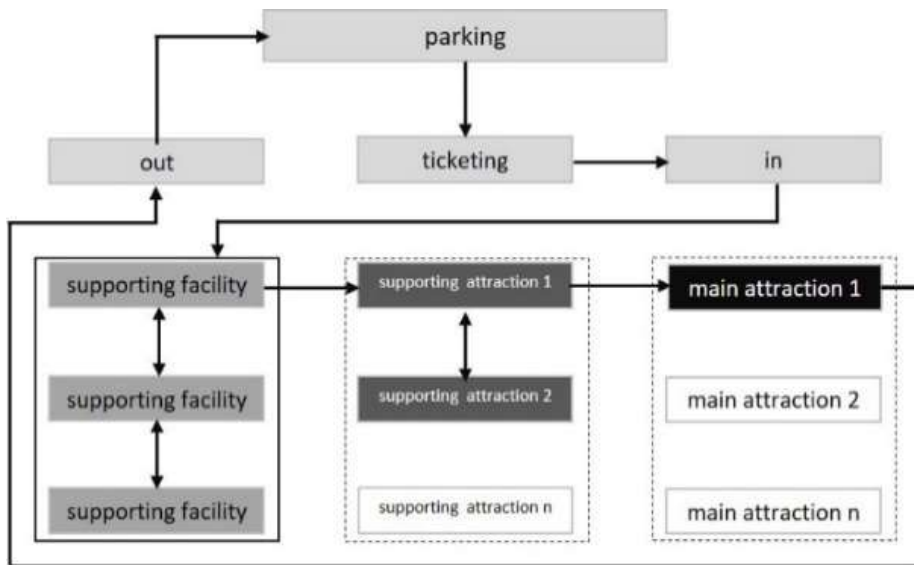 parking
out
ticketing
in
supporting facility
supporting attraction 1
main attraction 1
supporting facility
supporting attraction 2
main attraction 2
supporting facility
supporting attraction n
main attraction n